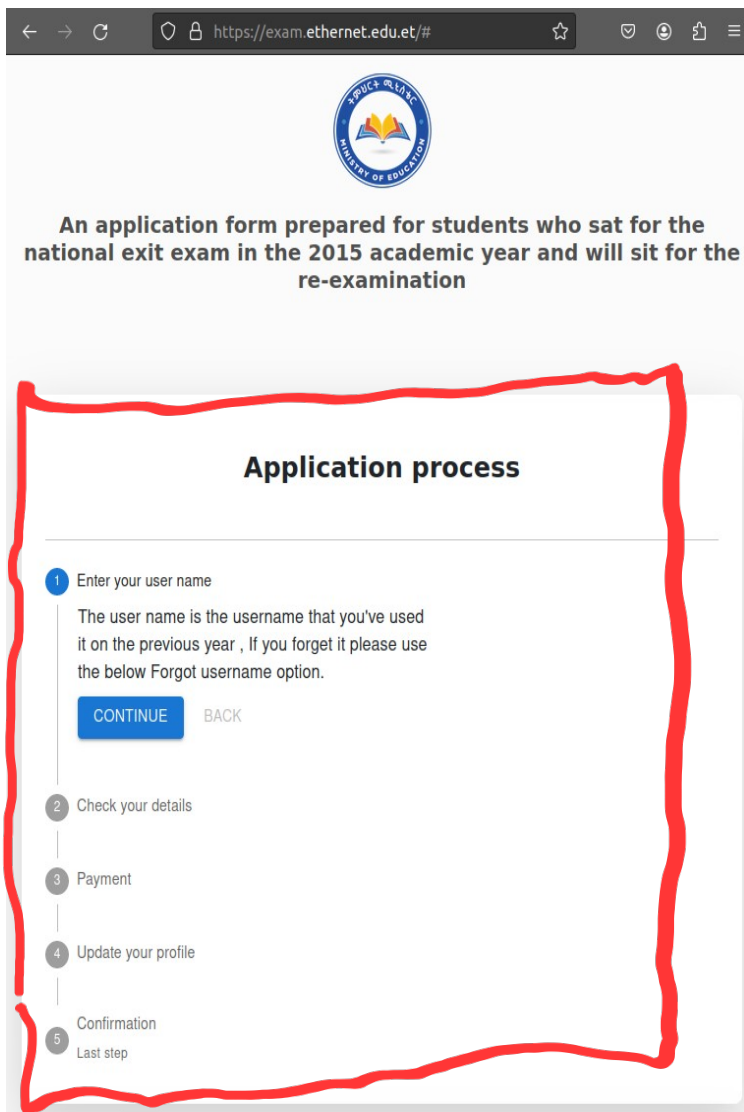 https://exam.ethernet.edu.et/#
ትምህርት ሚኒስቴር
MINISTRY OF EDUCATION
An application form prepared for students who sat for the
national exit exam in the 2015 academic year and will sit for the
re-examination
Application process
1 Enter your user name
The user name is the username that you've used
it on the previous year , If you forget it please use
the below Forgot username option.
CONTINUE BACK
2 Check your details
3 Payment
4 Update your profile
5 Confirmation
Last step